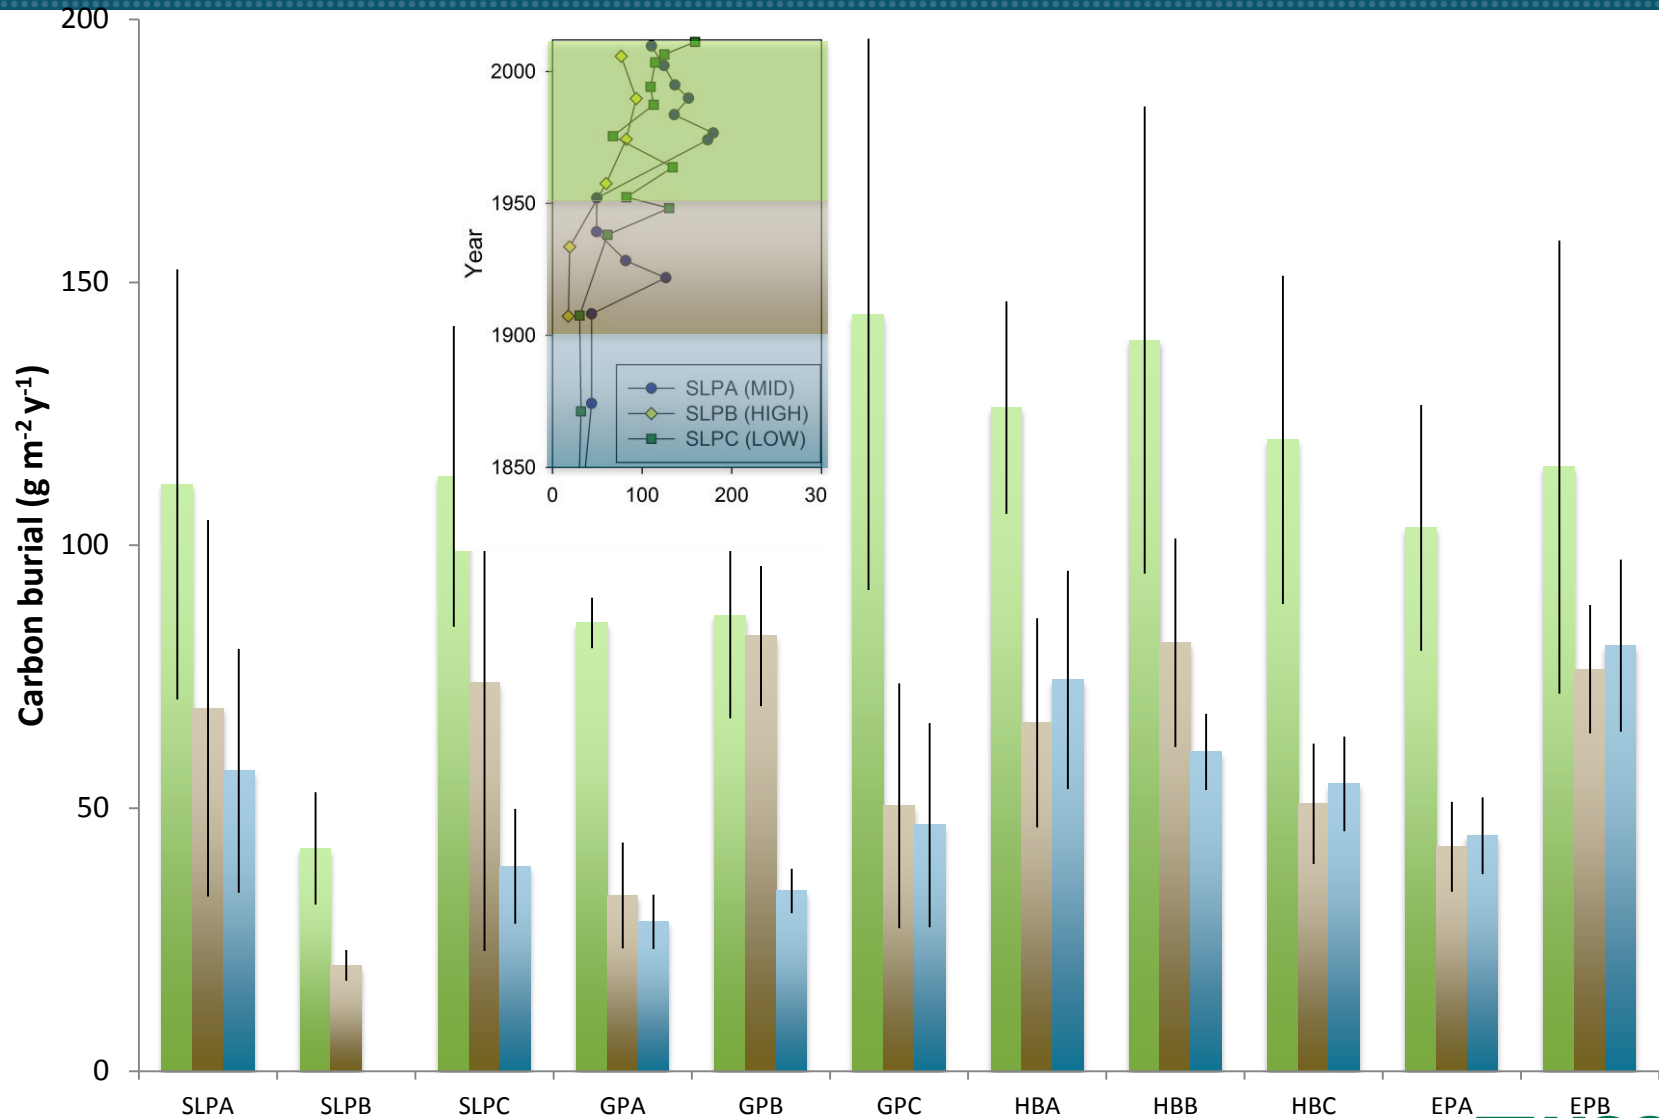 200
150
100
50
0
Carbon burial (g m-2 y-1)
2000
1950
1900
1850
Year
SLPA (MID)
SLPB (HIGH)
SLPC (LOW)
0 100 200 30
SLPA SLPB SLPC GPA GPB GPC HBA HBB HBC EPA EPB